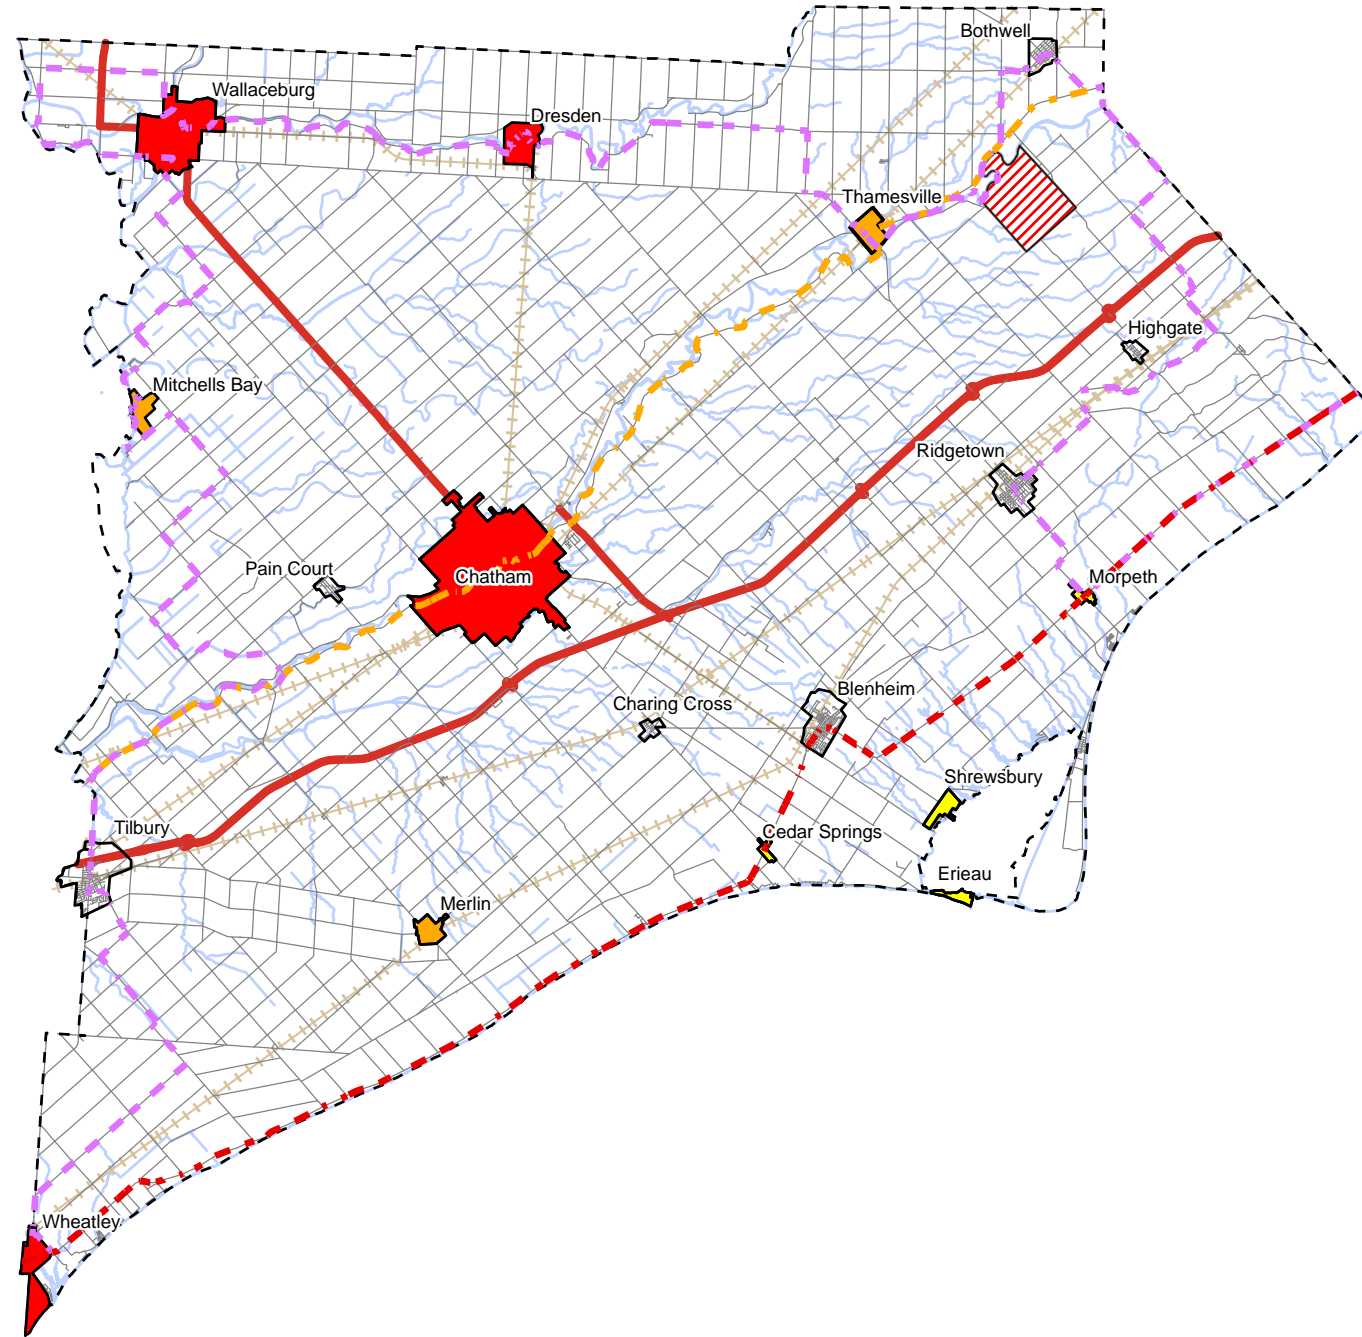 Bothwell
Wallaceburg
Dresden
Thamesville
Highgate
Mitchells Bay
Ridgetown
Pain Court
Chatham
Morpeth
Blenheim
Charing Cross
Shrewsbury
Tilbury
Cedar Springs
Erieau
Merlin
Wheatley